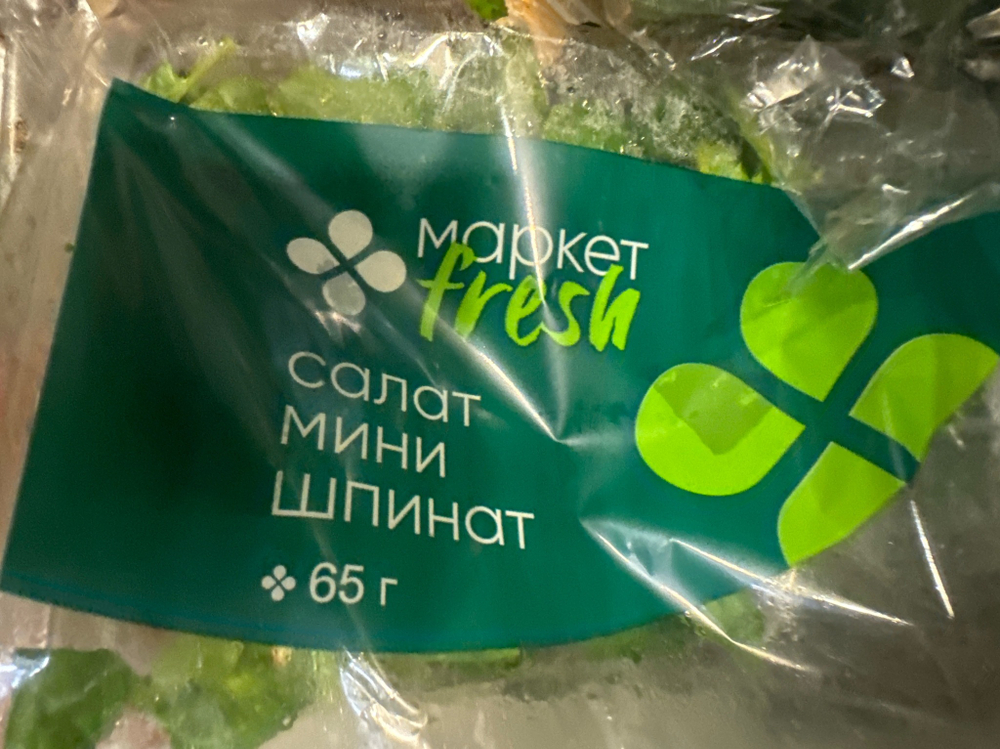 маркет
fresh
салат
мини
шпинат
65 г